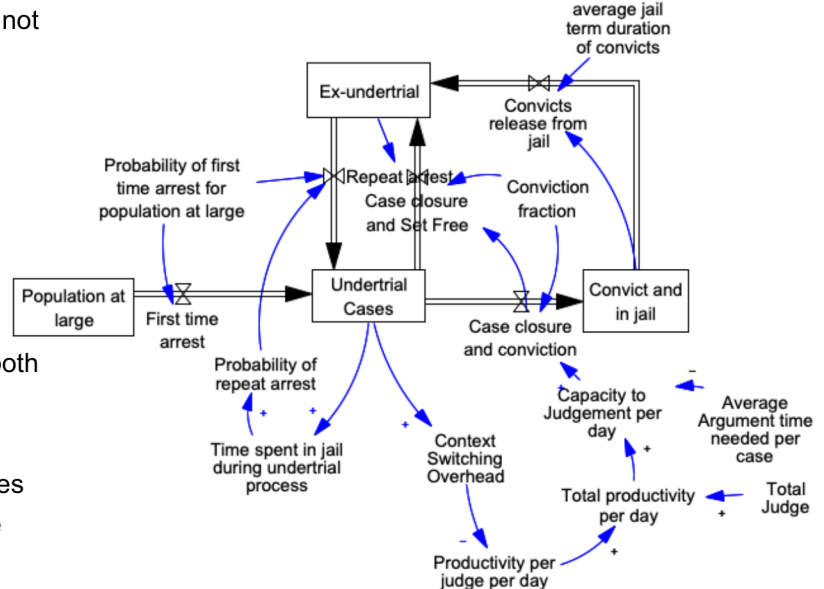 not
average jail
term duration
of convicts
Ex-undertrial
Convicts
release from
jail
Probability of first
time arrest for
population at large
Repeat arrest
Case closure
and Set Free
Conviction
fraction
Population at
large
First time
arrest
Undertrial
Cases
Convict and
in jail
Case closure
and conviction
ooth
Probability of
repeat arrest
+
+
Time spent in jail
during undertrial
process
+
Context
Switching
Overhead
+
Capacity to
Judgement per
day
–
Average
Argument time
needed per
case
+
es
Total productivity
per day
Total
Judge
+
–
+
Productivity per
judge per day